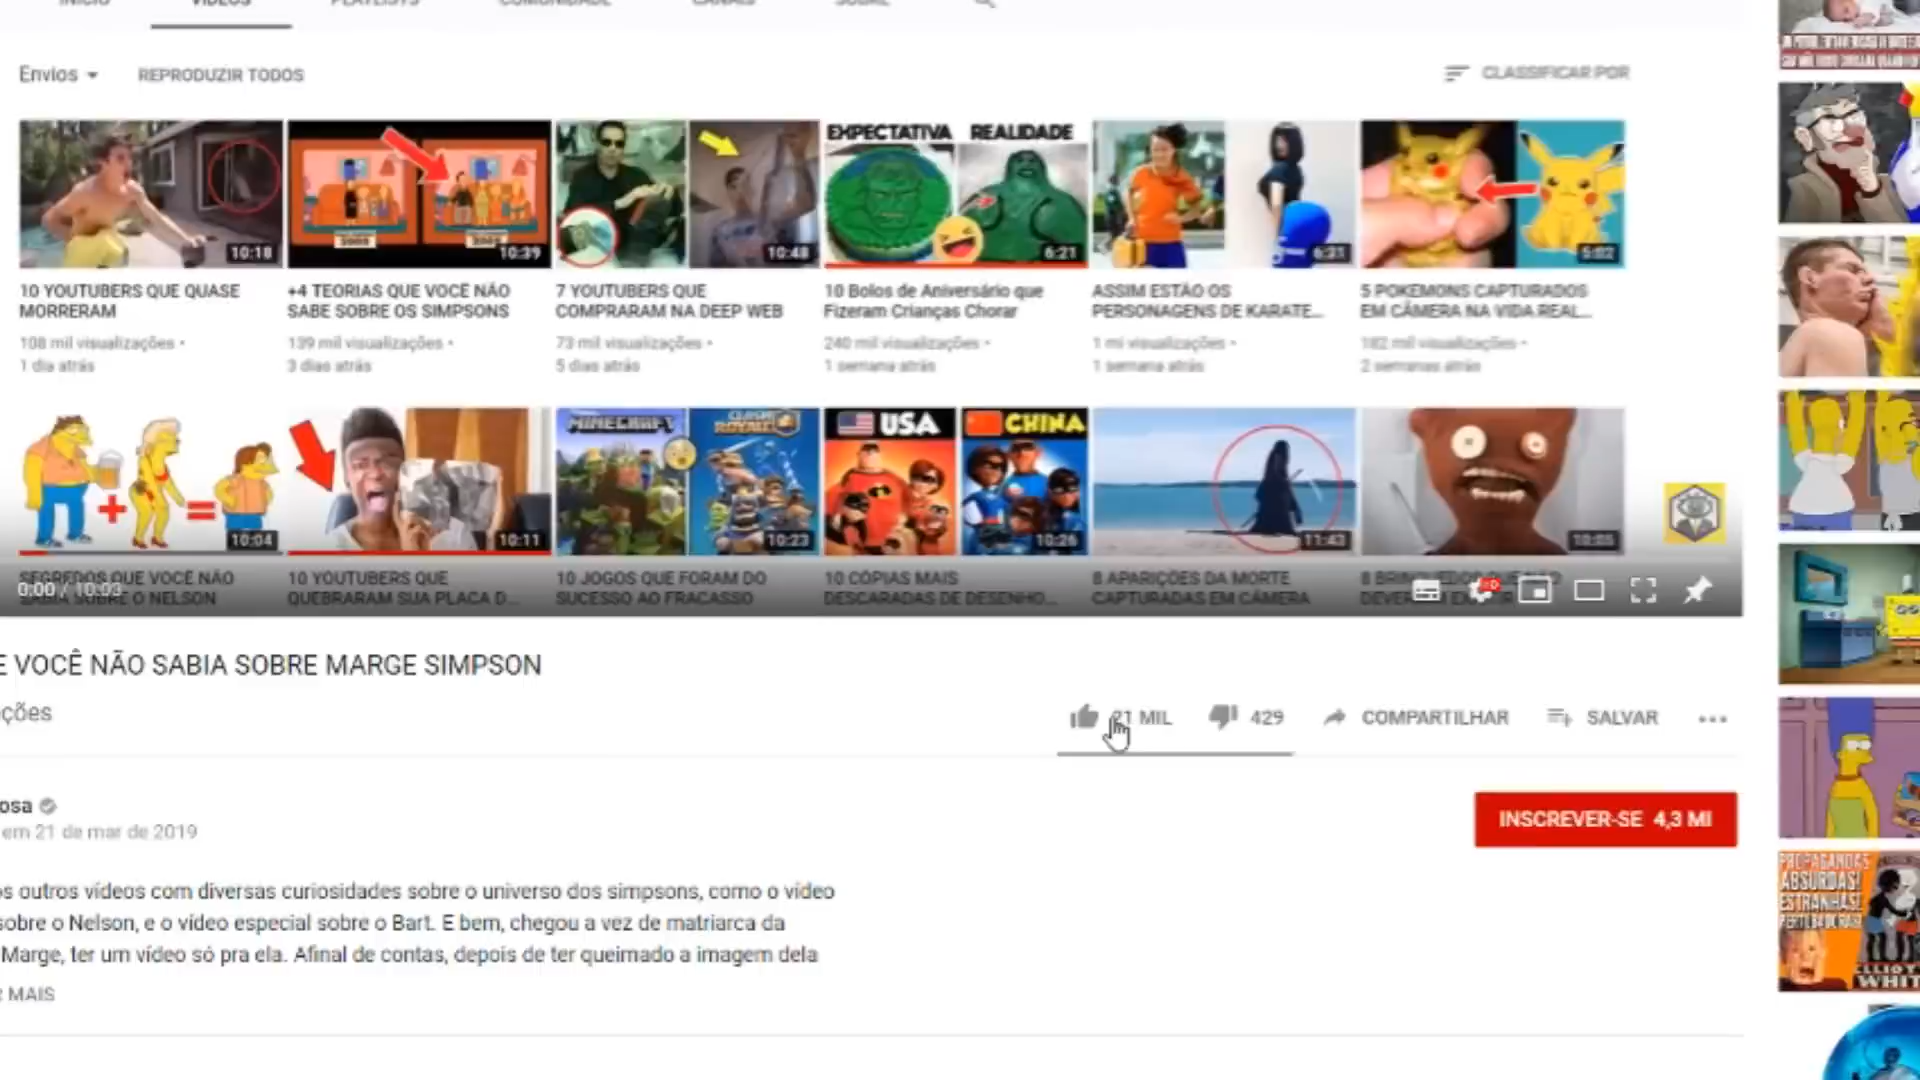 INÍCIO VÍDEOS PLAYLISTS COMUNIDADE CANAIS SOBRE
Envios REPRODUZIR TODOS CLASSIFICAR POR
EXPECTATIVA REALIDADE
10:18 10:39 10:48 6:21 6:31 5:02
10 YOUTUBERS QUE QUASE
MORRERAM
108 mil visualizações •
1 dia atrás
+4 TEORIAS QUE VOCÊ NÃO
SABE SOBRE OS SIMPSONS
139 mil visualizações •
3 dias atrás
7 YOUTUBERS QUE
COMPRARAM NA DEEP WEB
73 mil visualizações •
5 dias atrás
10 Bolos de Aniversário que
Fizeram Crianças Chorar
240 mil visualizações •
1 semana atrás
ASSIM ESTÃO OS
PERSONAGENS DE KARATE...
1 mi visualizações •
1 semana atrás
5 POKEMONS CAPTURADOS
EM CÂMERA NA VIDA REAL...
182 mil visualizações •
2 semanas atrás
MINECRAFT CLASH ROYALE
USA CHINA
10:04 10:11 10:23 10:26 11:43 10:05
SEGREDOS QUE VOCÊ NÃO
SABIA SOBRE O NELSON
10 YOUTUBERS QUE
QUEBRARAM SUA PLACA D...
10 JOGOS QUE FORAM DO
SUCESSO AO FRACASSO
10 CÓPIAS MAIS
DESCARADAS DE DESENHO...
8 APARIÇÕES DA MORTE
CAPTURADAS EM CÂMERA
0:00 / 10:03
HD
E VOCÊ NÃO SABIA SOBRE MARGE SIMPSON
ções
21 MIL 429 COMPARTILHAR SALVAR
osa
em 21 de mar de 2019
INSCREVER-SE 4,3 MI
os outros vídeos com diversas curiosidades sobre o universo dos simpsons, como o vídeo
sobre o Nelson, e o vídeo especial sobre o Bart. E bem, chegou a vez de matriarca da
Marge, ter um vídeo só pra ela. Afinal de contas, depois de ter queimado a imagem dela
MAIS
PROPAGANDAS
ABSURDAS!
ESTRANHAS!
ELLIOT
WHIT